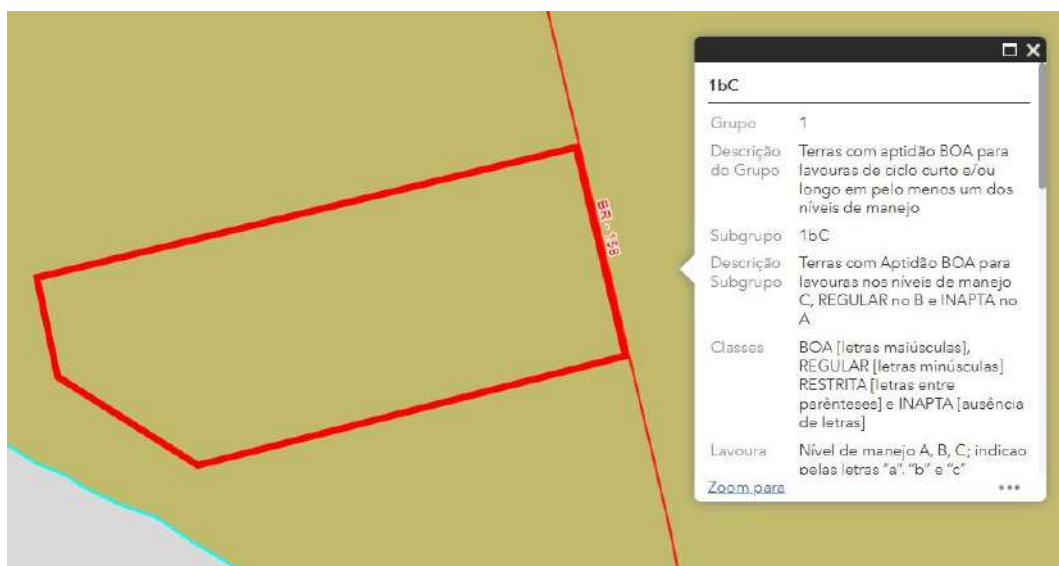 BR - 158
1bC
Grupo 1
Descrição Terras com aptidão BOA para
do Grupo lavouras de ciclo curto e/ou
longo em pelo menos um dos
níveis de manejo
Subgrupo 1bC
Descrição Terras com Aptidão BOA para
Subgrupo lavouras nos níveis de manejo
C, REGULAR no B e INAPTA no
A
Classes BOA [letras maiúsculas],
REGULAR [letras minúsculas]
RESTRITA [letras entre
parênteses] e INAPTA [ausência
de letras]
Lavoura Nível de manejo A, B, C; indicao
pelas letras "a". "b" e "c"
Zoom para